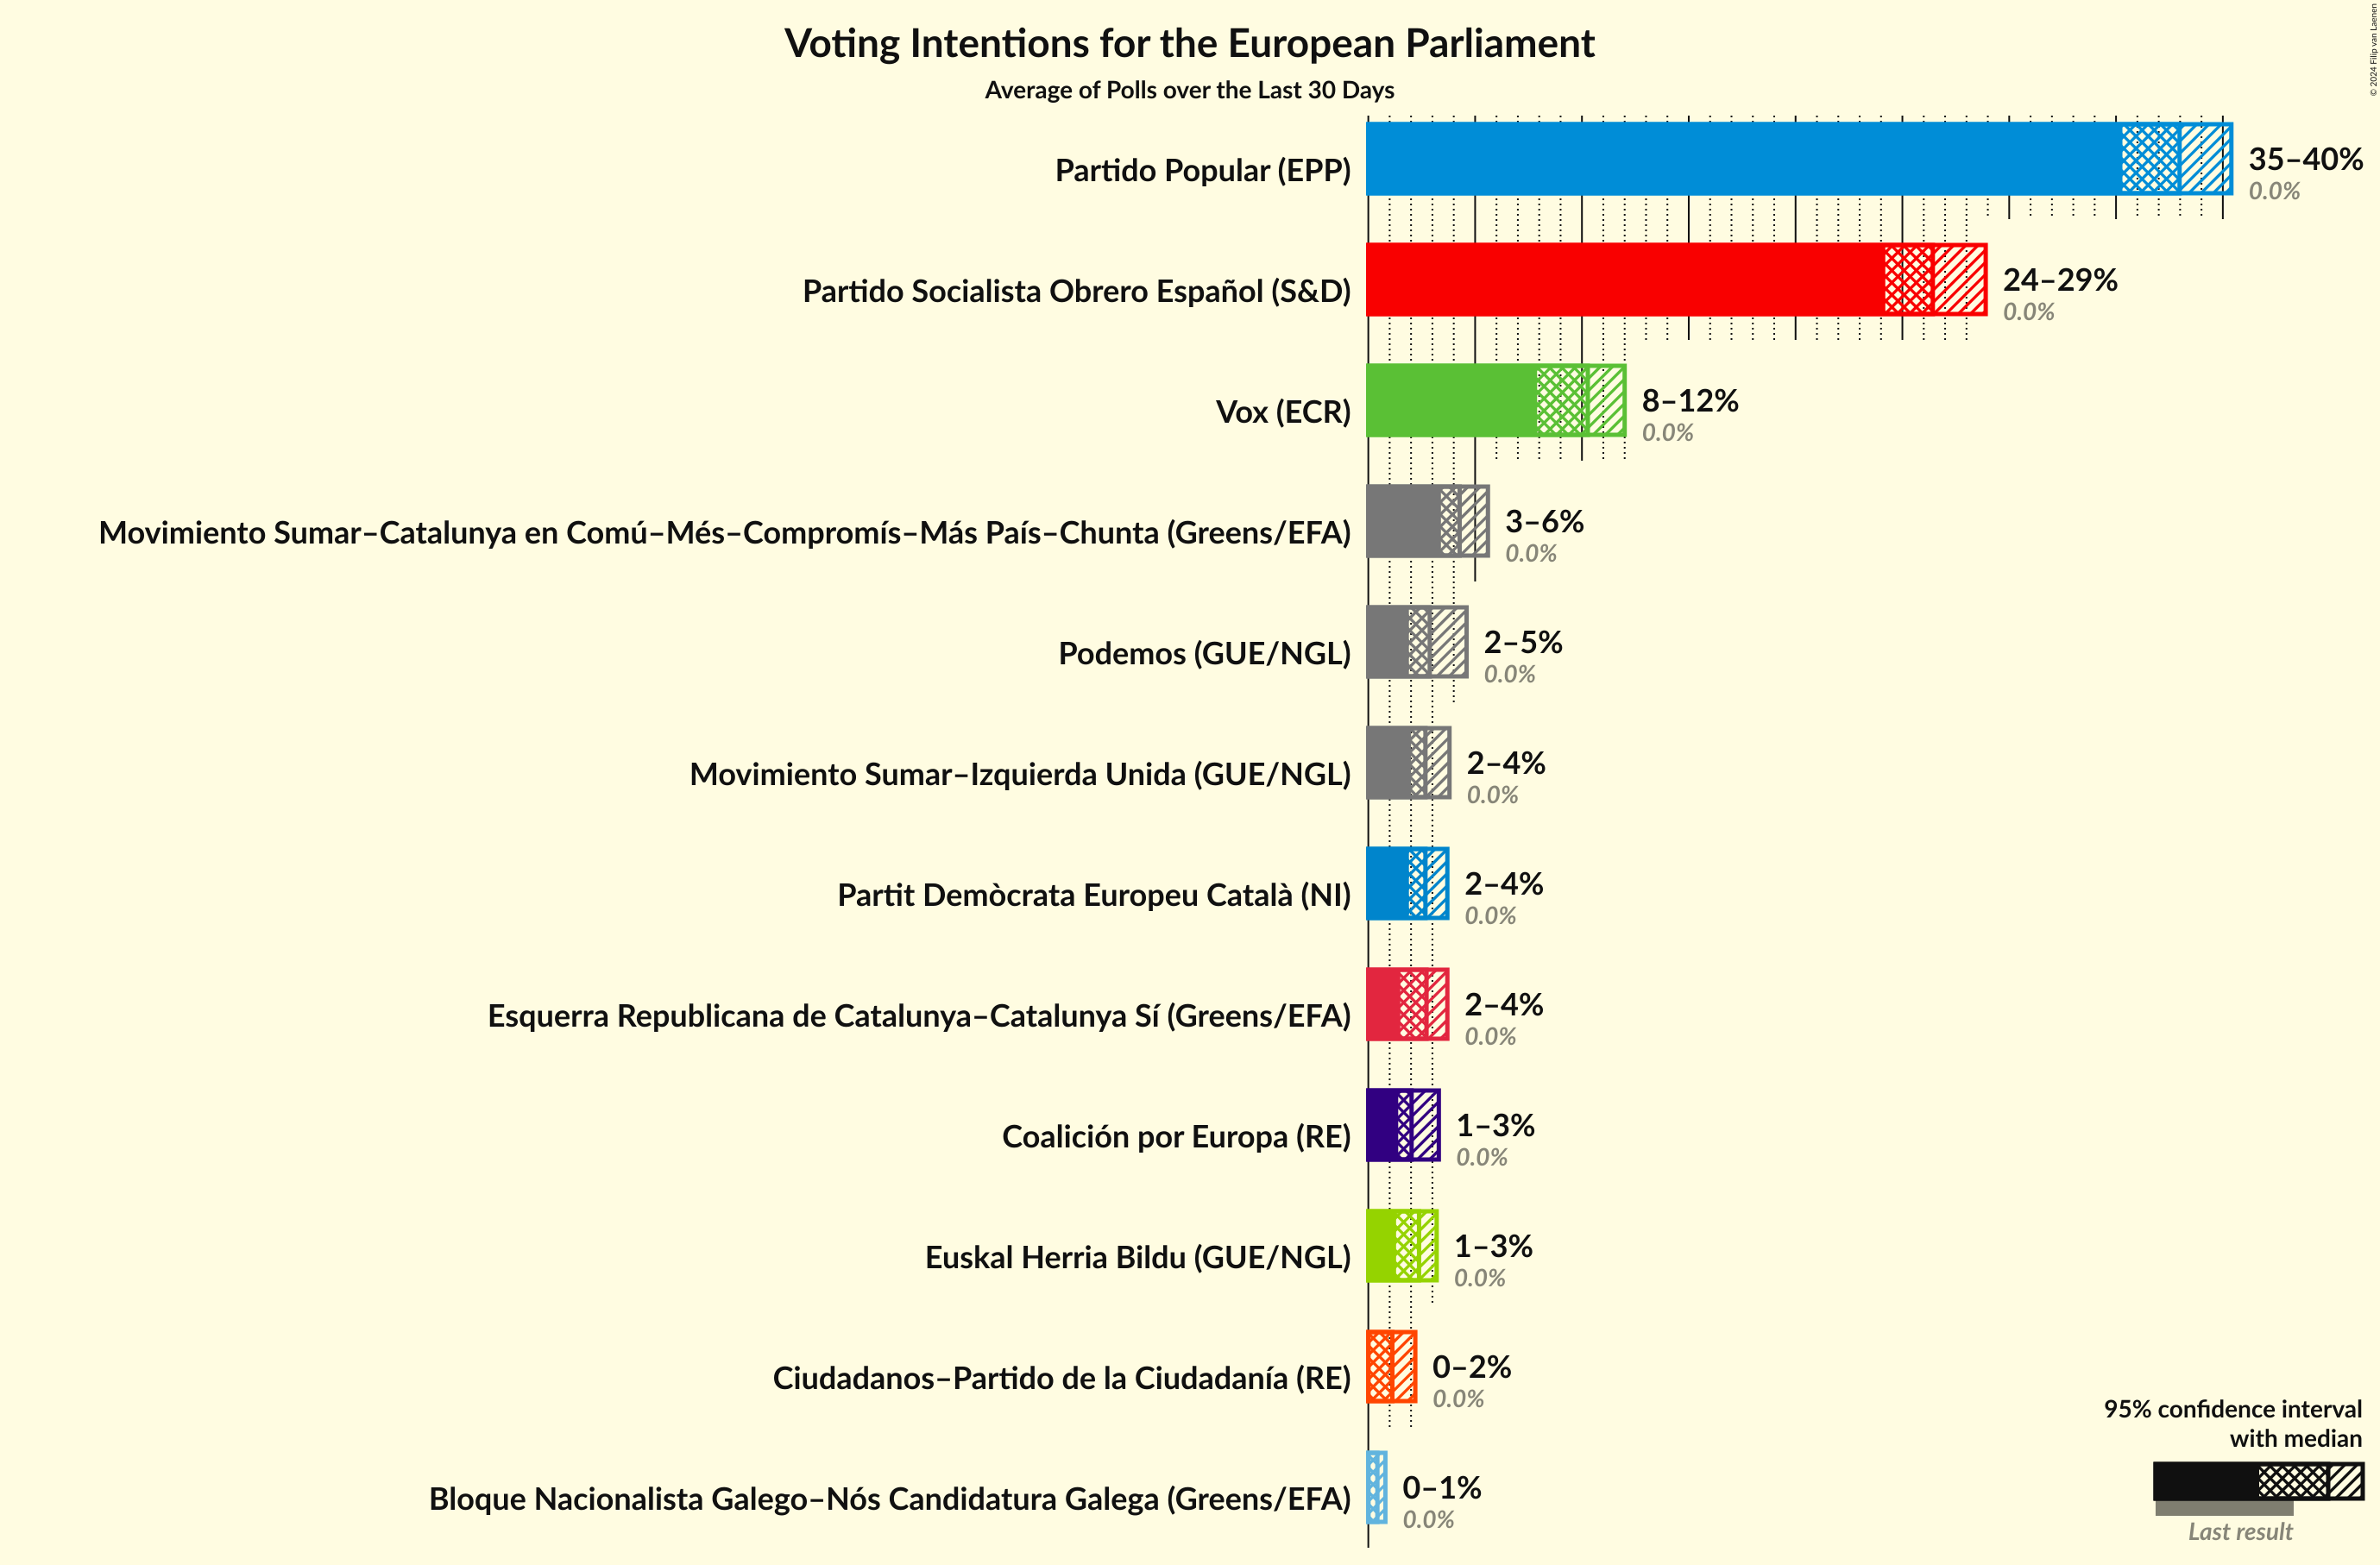 Voting Intentions for the European Parliament
Average of Polls over the Last 30 Days
© 2024 Filip van Laenen
Partido Popular (EPP)
35–40%
0.0%
Partido Socialista Obrero Español (S&D)
24–29%
0.0%
Vox (ECR)
8–12%
0.0%
Movimiento Sumar–Catalunya en Comú–Més–Compromís–Más País–Chunta (Greens/EFA)
3–6%
0.0%
Podemos (GUE/NGL)
2–5%
0.0%
Movimiento Sumar–Izquierda Unida (GUE/NGL)
2–4%
0.0%
Partit Demòcrata Europeu Català (NI)
2–4%
0.0%
Esquerra Republicana de Catalunya–Catalunya Sí (Greens/EFA)
2–4%
0.0%
Coalición por Europa (RE)
1–3%
0.0%
Euskal Herria Bildu (GUE/NGL)
1–3%
0.0%
Ciudadanos–Partido de la Ciudadanía (RE)
0–2%
0.0%
Bloque Nacionalista Galego–Nós Candidatura Galega (Greens/EFA)
0–1%
0.0%
95% confidence interval
with median
Last result